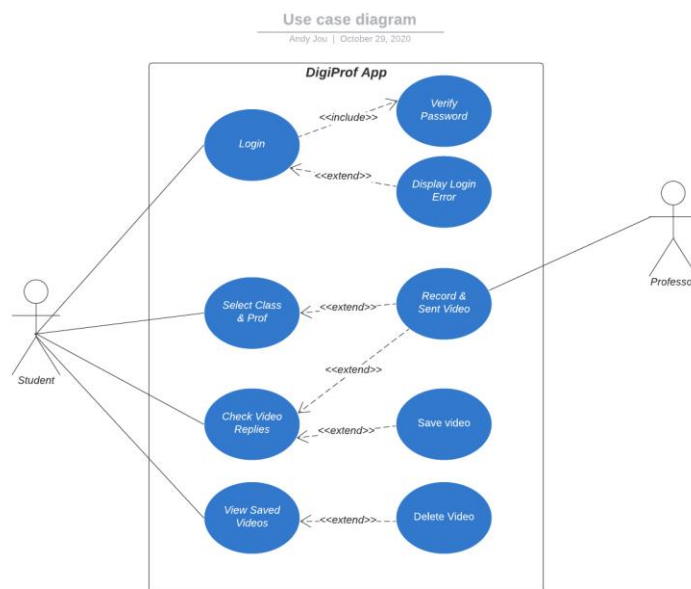 Use case diagram
Andy Jou | October 29, 2020
DigiProf App
Verify
Password
<<include>>
Login
<<extend>>
Display Login
Error
Select Class
& Prof
<<extend>>
Record &
Sent Video
Professo
<<extend>>
Student
Check Video
Replies
<<extend>>
Save video
View Saved
Videos
<<extend>>
Delete Video